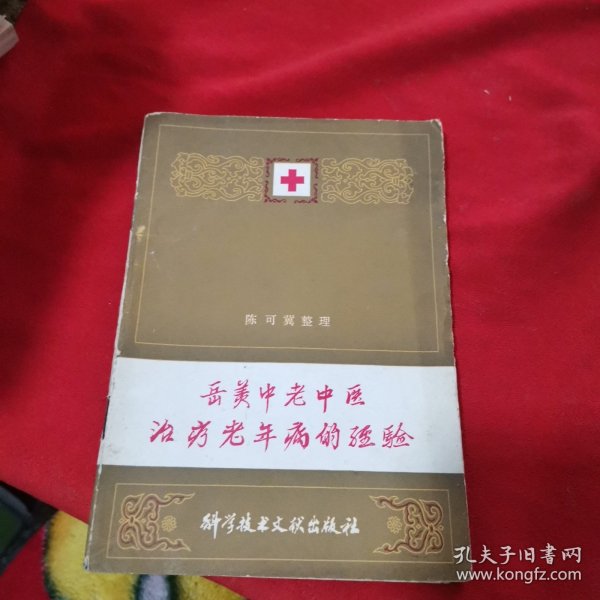 陈可冀整理
岳美中老中医
治疗老年病的经验
科学技术文献出版社
孔夫子旧书网
www.kongfz.com